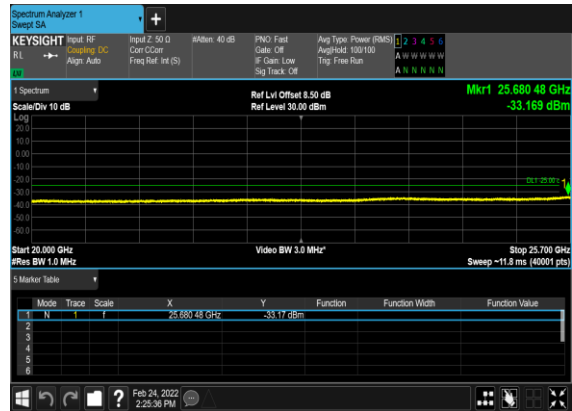 Spectrum Analyzer 1
Swept SA
+
KEYSIGHT Input: RF Input Z: 50 Ω #Atten: 40 dB PNO: Fast Avg Type: Power (RMS) 1 2 3 4 5 6
RL Coupling: DC Corr CCorr Gate: Off Avg|Hold: 100/100 A W W W W W
Align: Auto Freq Ref: Int (S) IF Gain: Low Trig: Free Run
Sig Track: Off A N N N N N
1 Spectrum Ref Lvl Offset 8.50 dB Mkr1 25.680 48 GHz
Scale/Div 10 dB Ref Level 30.00 dBm -33.169 dBm
Log
20.0
10.0
0.00
-10.0
-20.0
DL1 -25.00
-30.0 1
-40.0
-50.0
-60.0
Start 20.000 GHz Video BW 3.0 MHz* Stop 25.700 GHz
#Res BW 1.0 MHz Sweep ~11.8 ms (40001 pts)
5 Marker Table
Mode Trace Scale X Y Function Function Width Function Value
1 N 1 f 25.680 48 GHz -33.17 dBm
2
3
4
5
6
? Feb 24, 2022
2:25:36 PM